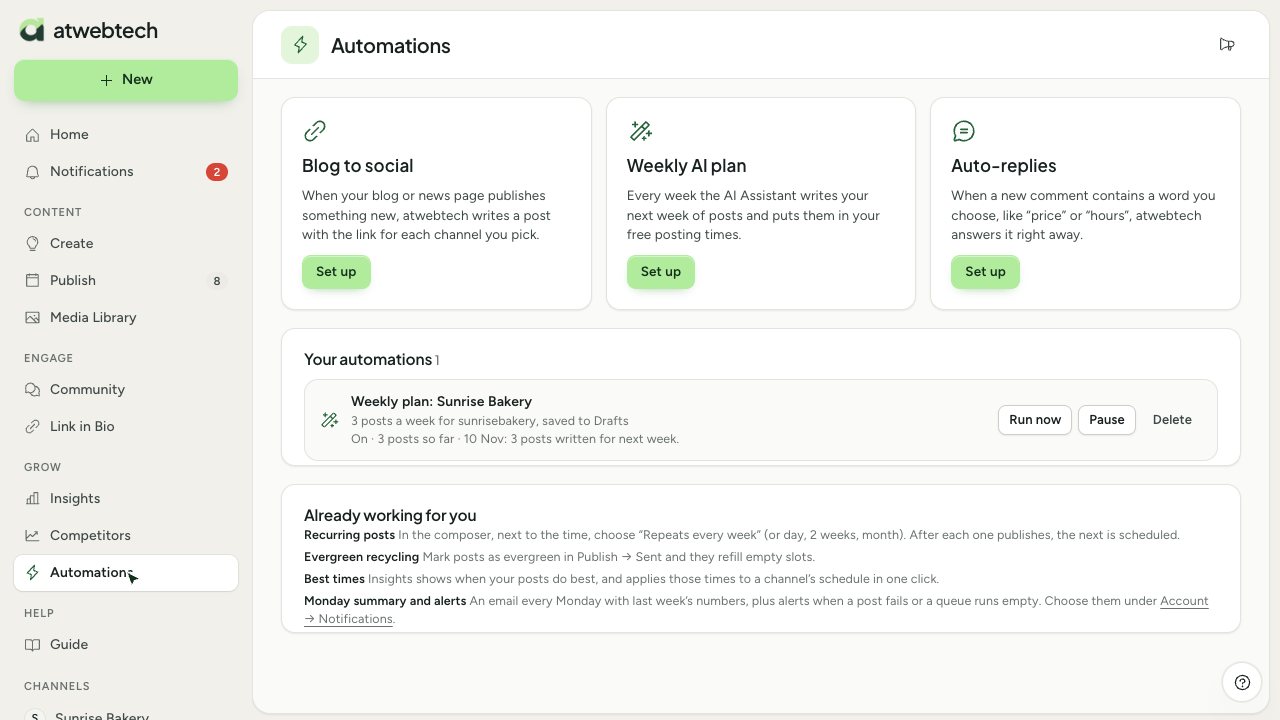 atwebtech
New
Home
Notifications 2
CONTENT
Create
Publish 8
Media Library
ENGAGE
Community
Link in Bio
GROW
Insights
Competitors
Automations
HELP
Guide
CHANNELS
S Sunrise Bakery
Automations
Blog to social
When your blog or news page publishes
something new, atwebtech writes a post
with the link for each channel you pick.
Set up
Weekly AI plan
Every week the AI Assistant writes your
next week of posts and puts them in your
free posting times.
Set up
Auto-replies
When a new comment contains a word you
choose, like “price” or “hours”, atwebtech
answers it right away.
Set up
Your automations 1
Weekly plan: Sunrise Bakery
3 posts a week for sunrisebakery, saved to Drafts
On · 3 posts so far · 10 Nov: 3 posts written for next week.
Run now Pause Delete
Already working for you
Recurring posts In the composer, next to the time, choose “Repeats every week” (or day, 2 weeks, month). After each one publishes, the next is scheduled.
Evergreen recycling Mark posts as evergreen in Publish → Sent and they refill empty slots.
Best times Insights shows when your posts do best, and applies those times to a channel's schedule in one click.
Monday summary and alerts An email every Monday with last week's numbers, plus alerts when a post fails or a queue runs empty. Choose them under Account
→ Notifications.